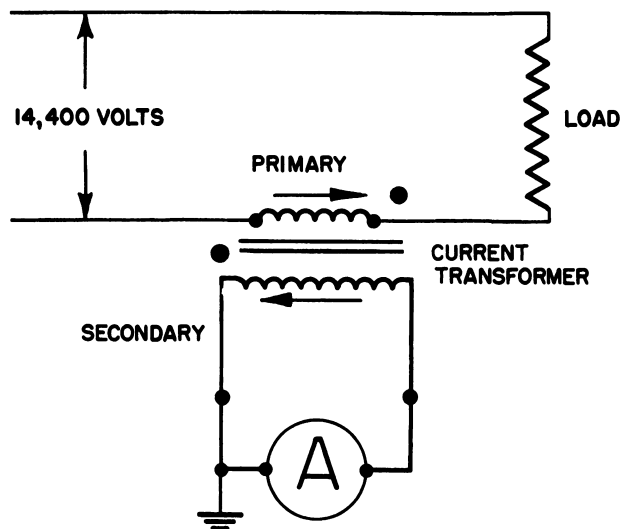 14,400 VOLTS
LOAD
PRIMARY
CURRENT
TRANSFORMER
SECONDARY
A